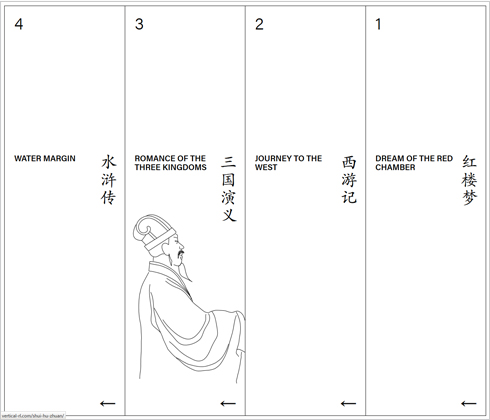 1
DREAM OF THE RED
CHAMBER
红楼梦
←
2
JOURNEY TO THE
WEST
西游记
←
3
ROMANCE OF THE
THREE KINGDOMS
三国演义
←
4
WATER MARGIN
水浒传
←
vertical-rl.com/shui-hu-zhuan/